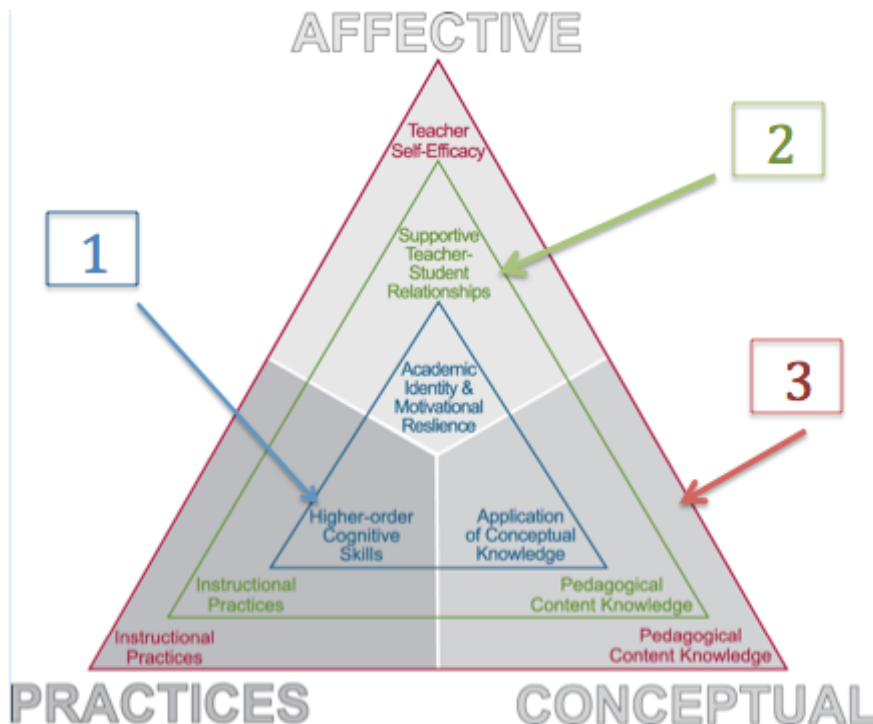 AFFECTIVE
Teacher
Self-Efficacy
2
Supportive
Teacher-
Student
Relationships
1
Academic
Identity &
Motivational
Reslience
3
Higher-order
Cognitive
Skills
Application
of Conceptual
Knowledge
Instructional
Practices
Pedagogical
Content Knowledge
Instructional
Practices
Pedagogical
Content Knowledge
PRACTICES
CONCEPTUAL